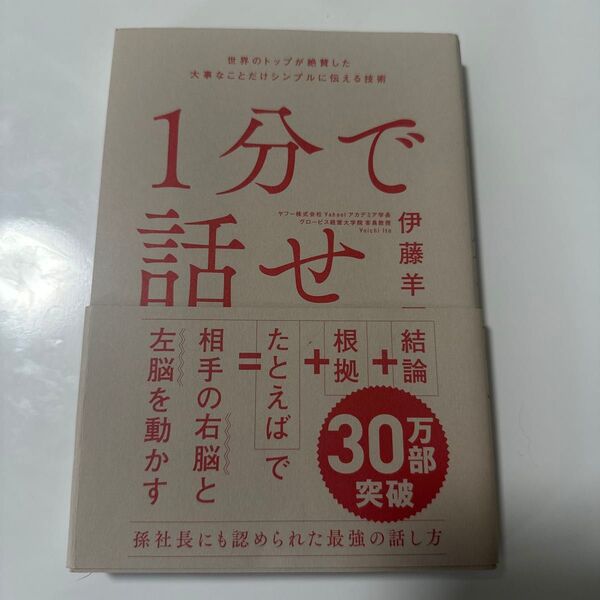 世界のトップが絶賛した
大事なことだけシンプルに伝える技術
1分で
話せ
ヤフー株式会社 Yahoo!アカデミア学長
グロービス経営大学院 客員教授
Yoichi Ito
伊藤羊一
結論
+根拠
+たとえばで
=相手の右脳と
左脳を動かす
30万部
突破
孫社長にも認められた最強の話し方